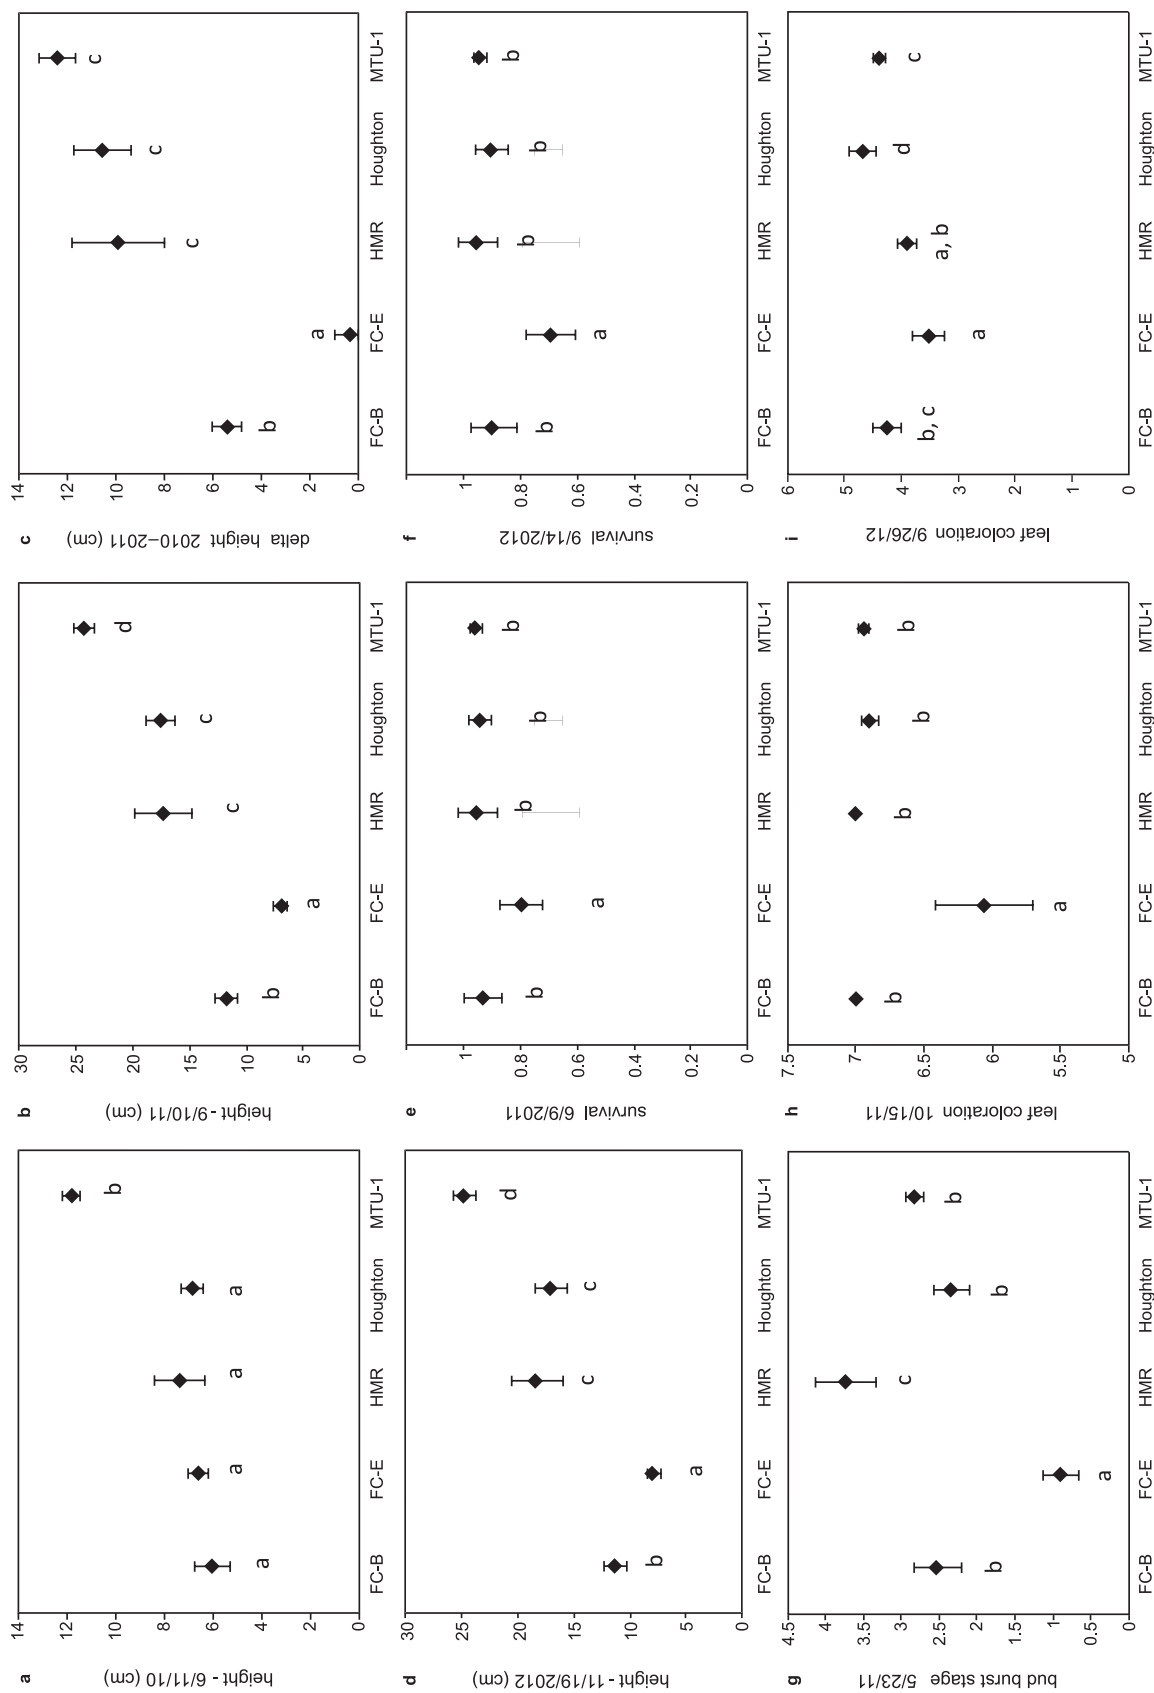 a
height - 6/11/10 (cm)
14
12
10
8
6
4
2
0
a
a
a
a
b
FC-B
FC-E
HMR
Houghton
MTU-1
b
height - 9/10/11 (cm)
30
25
20
15
10
5
0
b
a
c
c
d
FC-B
FC-E
HMR
Houghton
MTU-1
c
delta height 2010–2011 (cm)
14
12
10
8
6
4
2
0
b
a
c
c
c
FC-B
FC-E
HMR
Houghton
MTU-1
d
height - 11/19/2012 (cm)
30
25
20
15
10
5
0
b
a
c
c
d
FC-B
FC-E
HMR
Houghton
MTU-1
e
survival 6/9/2011
1
0.8
0.6
0.4
0.2
0
b
a
b
b
b
FC-B
FC-E
HMR
Houghton
MTU-1
f
survival 9/14/2012
1
0.8
0.6
0.4
0.2
0
b
a
b
b
b
FC-B
FC-E
HMR
Houghton
MTU-1
g
bud burst stage 5/23/11
4.5
4
3.5
3
2.5
2
1.5
1
0.5
0
b
a
c
b
b
FC-B
FC-E
HMR
Houghton
MTU-1
h
leaf coloration 10/15/11
7.5
7
6.5
6
5.5
5
b
a
b
b
b
FC-B
FC-E
HMR
Houghton
MTU-1
i
leaf coloration 9/26/12
6
5
4
3
2
1
0
b, c
a
a, b
d
c
FC-B
FC-E
HMR
Houghton
MTU-1